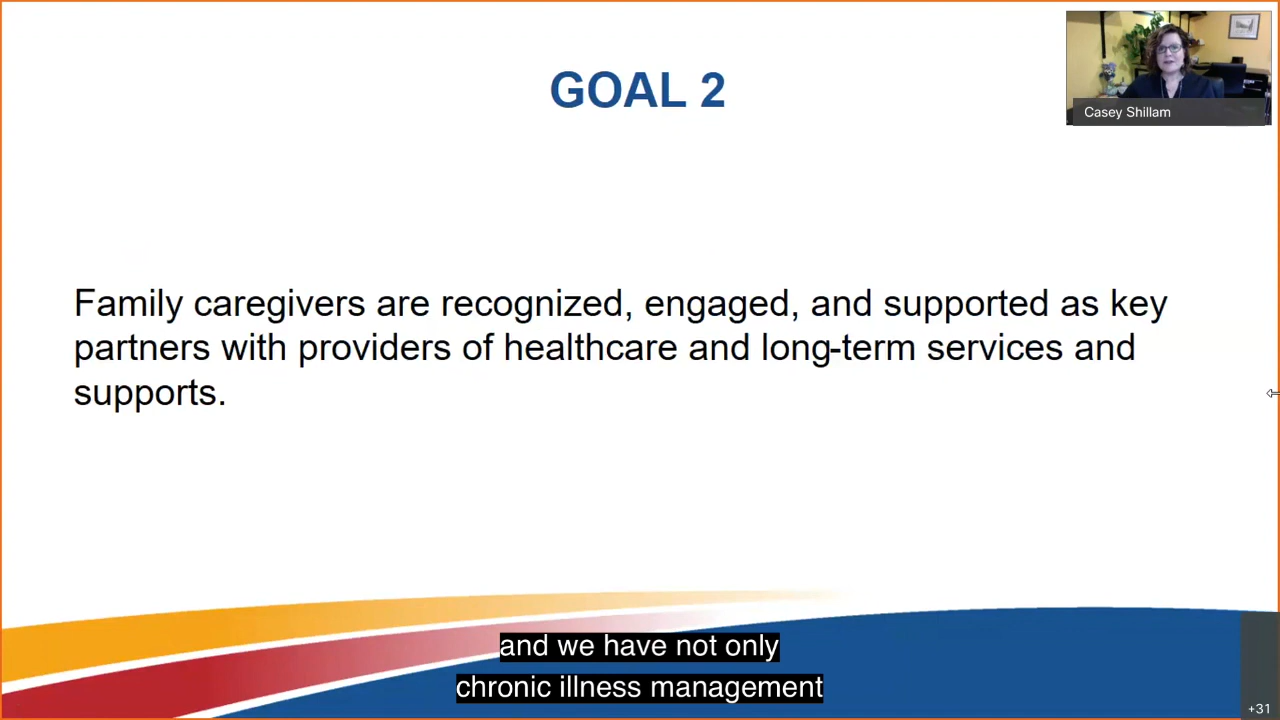 GOAL 2
Casey Shillam
Family caregivers are recognized, engaged, and supported as key
partners with providers of healthcare and long-term services and
supports.
and we have not only
chronic illness management
+31